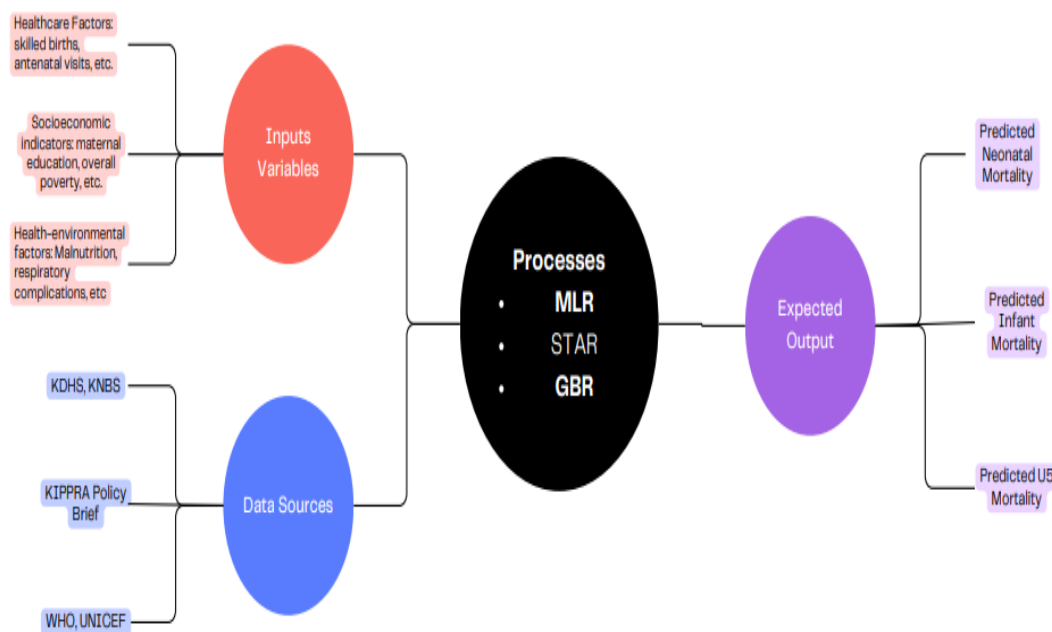 Healthcare Factors:
skilled births,
antenatal visits, etc.
Socioeconomic
indicators: maternal
education, overall
poverty, etc.
Health-environmental
factors: Malnutrition,
respiratory
complications, etc
Inputs
Variables
KDHS, KNBS
KIPPRA Policy
Brief
WHO, UNICEF
Data Sources
Processes
• MLR
• STAR
• GBR
Expected
Output
Predicted
Neonatal
Mortality
Predicted
Infant
Mortality
Predicted U5
Mortality